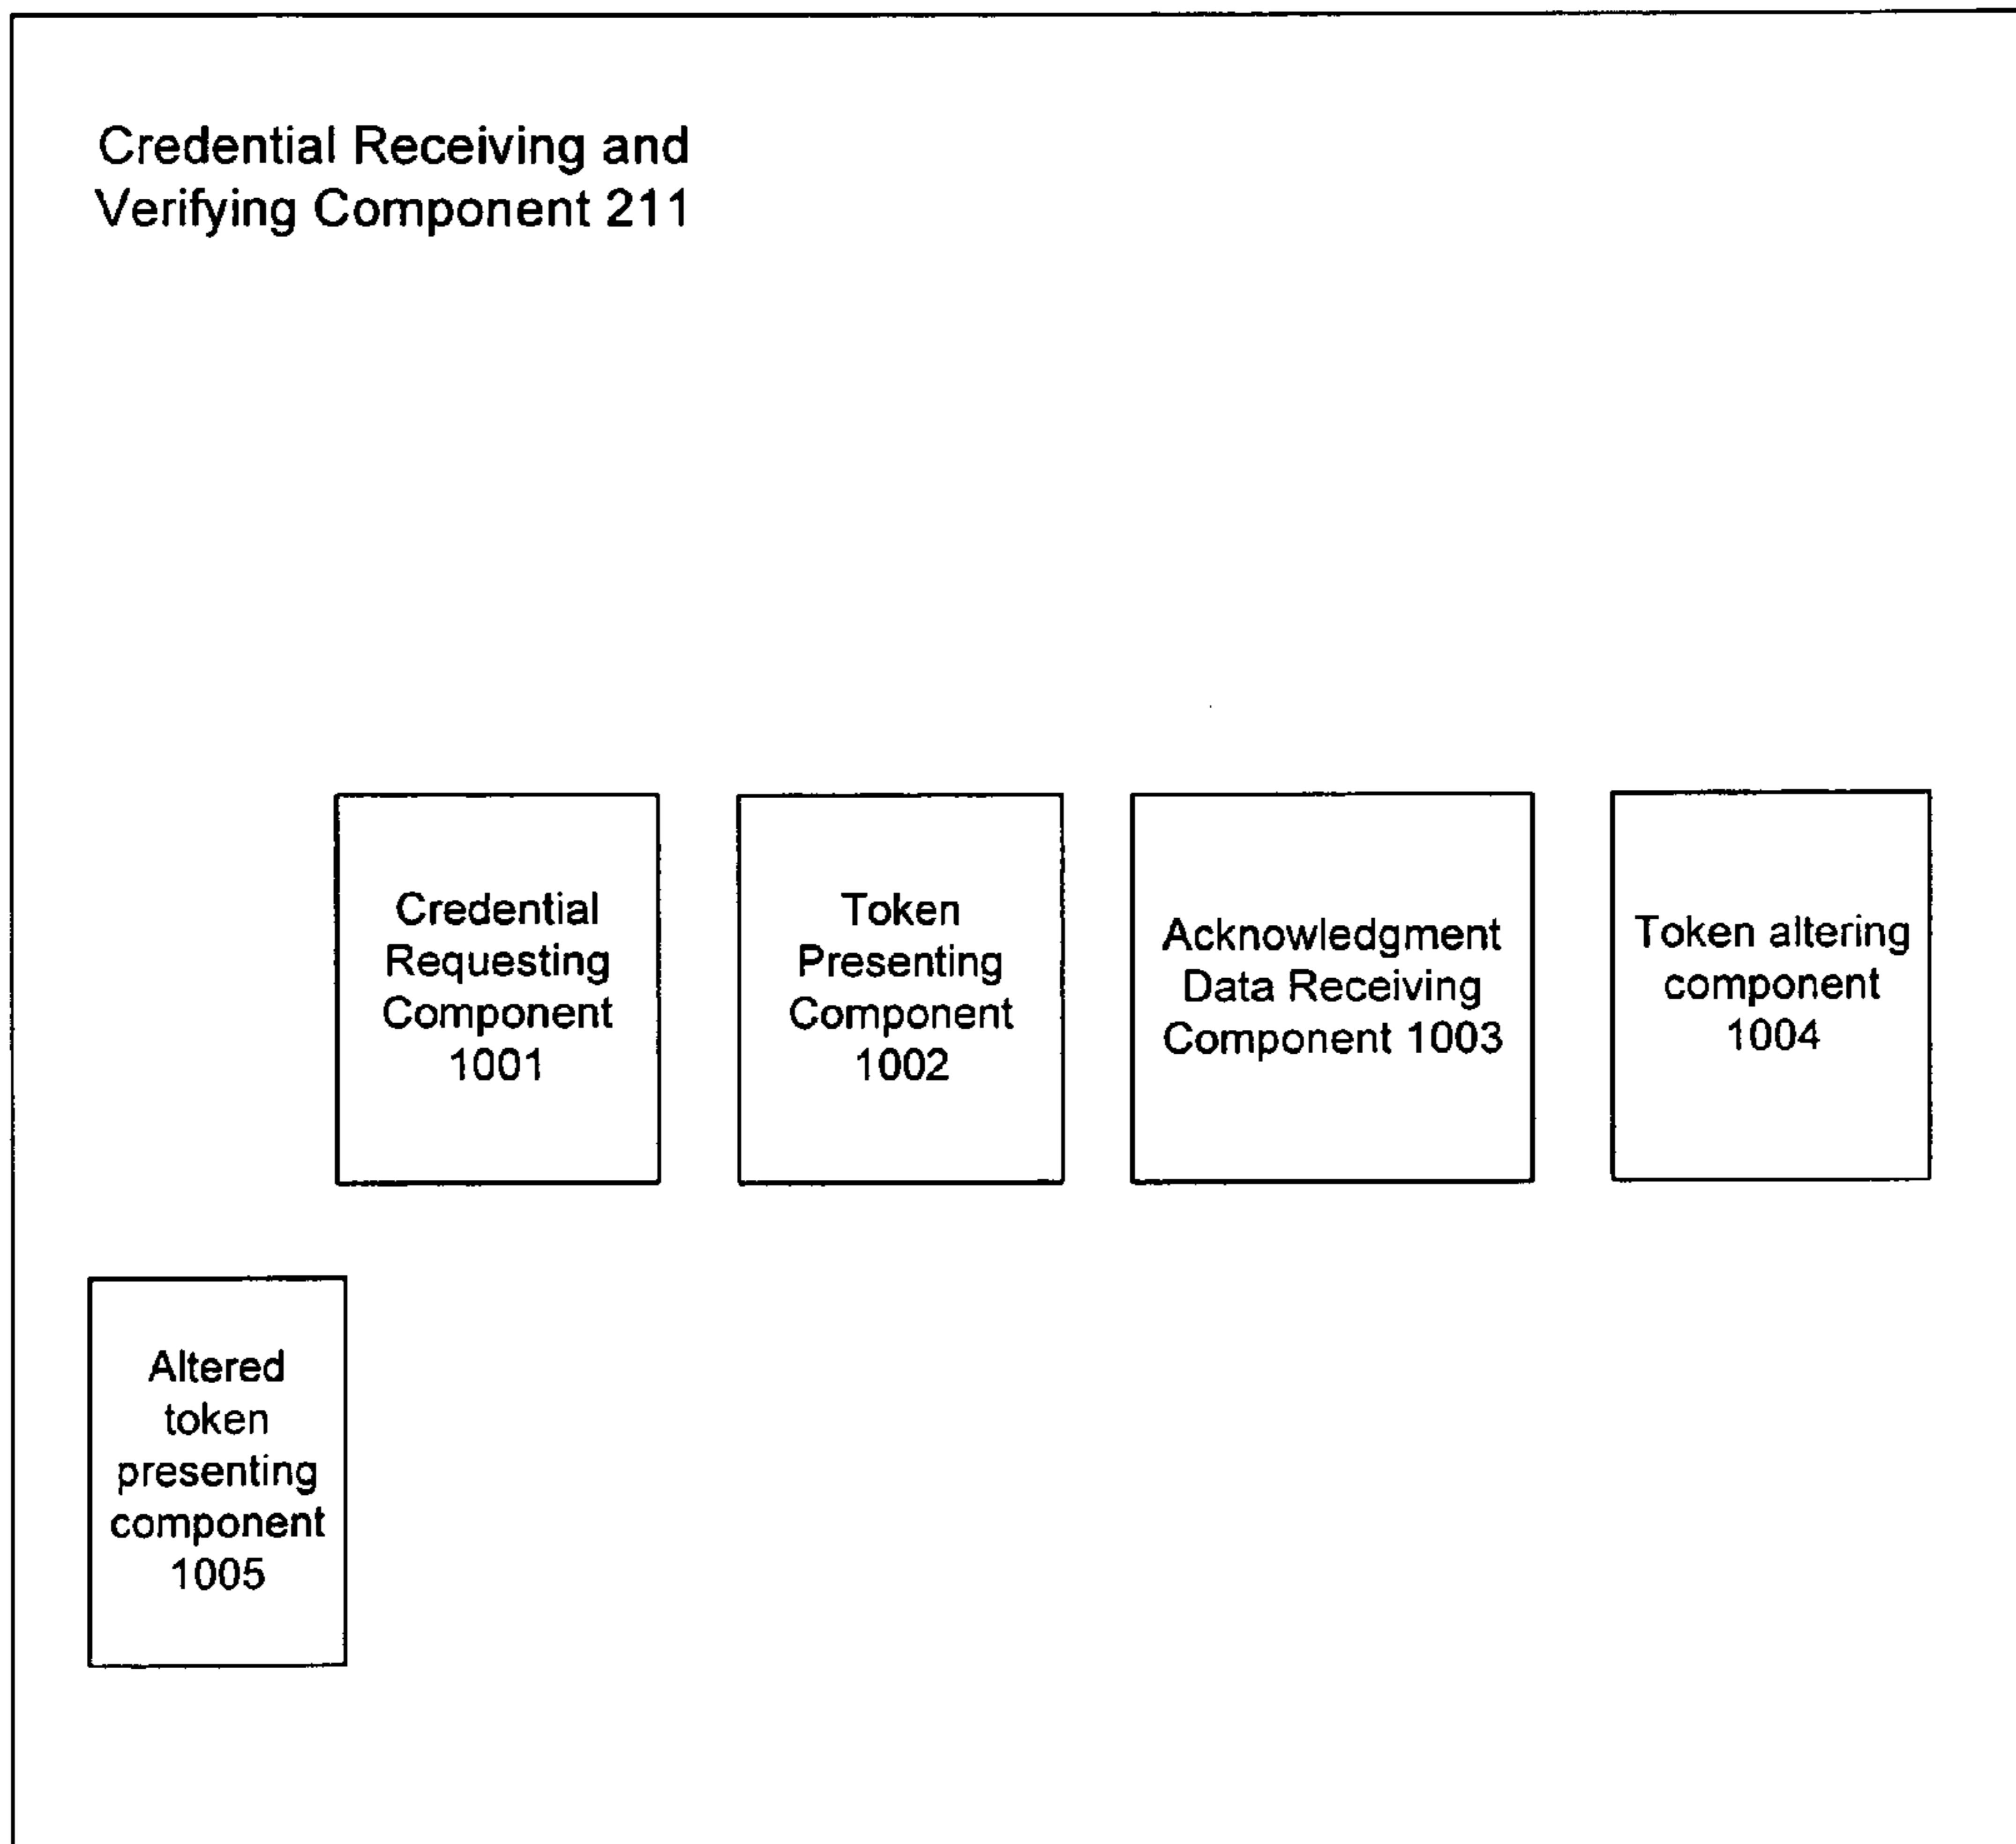 Credential Receiving and
Verifying Component 211
Credential
Requesting
Component
1001
Token
Presenting
Component
1002
Acknowledgment
Data Receiving
Component 1003
Token altering
component
1004
Altered
token
presenting
component
1005